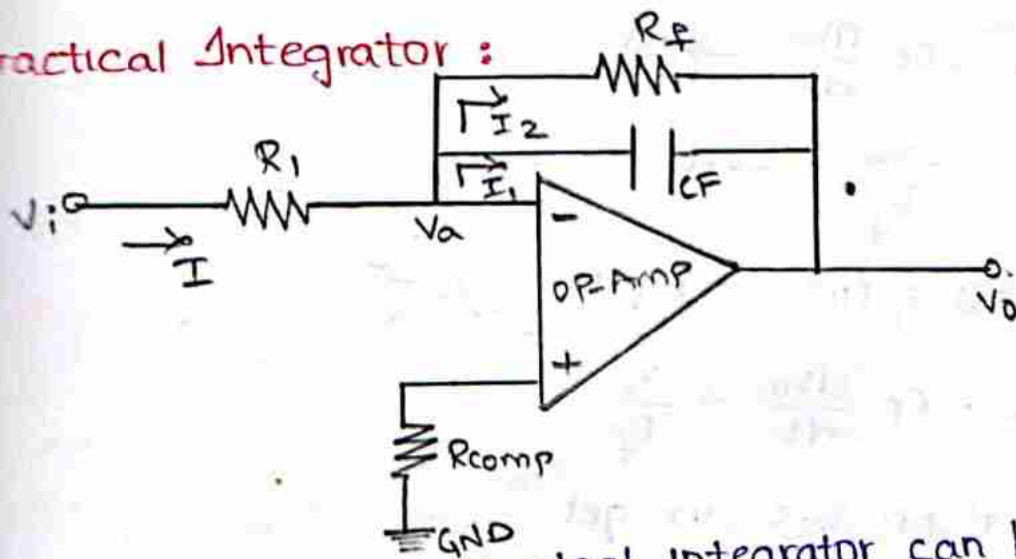 ractical Integrator :
Rf
I2
R1
I1
CF
Vi
Va
-
I
OP-Amp
Vo
+
Rcomp
GND
integrator can